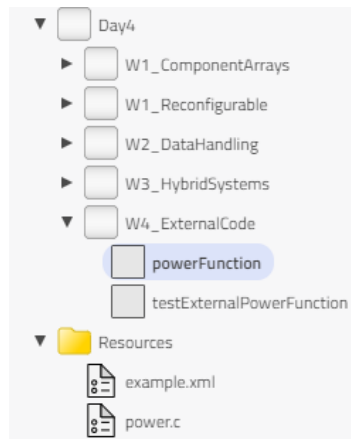 Day4
W1_ComponentArrays
W1_Reconfigurable
W2_DataHandling
W3_HybridSystems
W4_ExternalCode
powerFunction
testExternalPowerFunction
Resources
example.xml
power.c